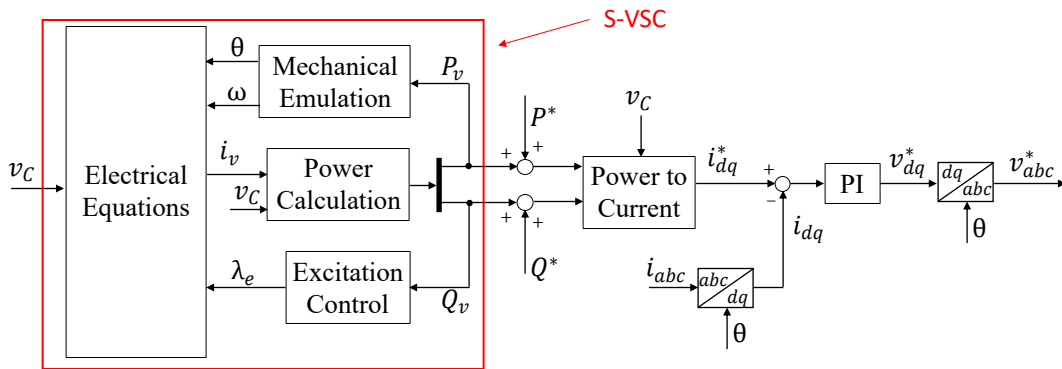 S-VSC
θ
Mechanical
Emulation
P_v
ω
v_C
P*
i_v
v_C
Electrical
Equations
Power
Calculation
+
+
+
+
Power to
Current
i*_dq
+
−
PI
v*_dq
dq
abc
v*_abc
θ
v_C
Q*
i_dq
λ_e
Excitation
Control
Q_v
i_abc
abc
dq
θ